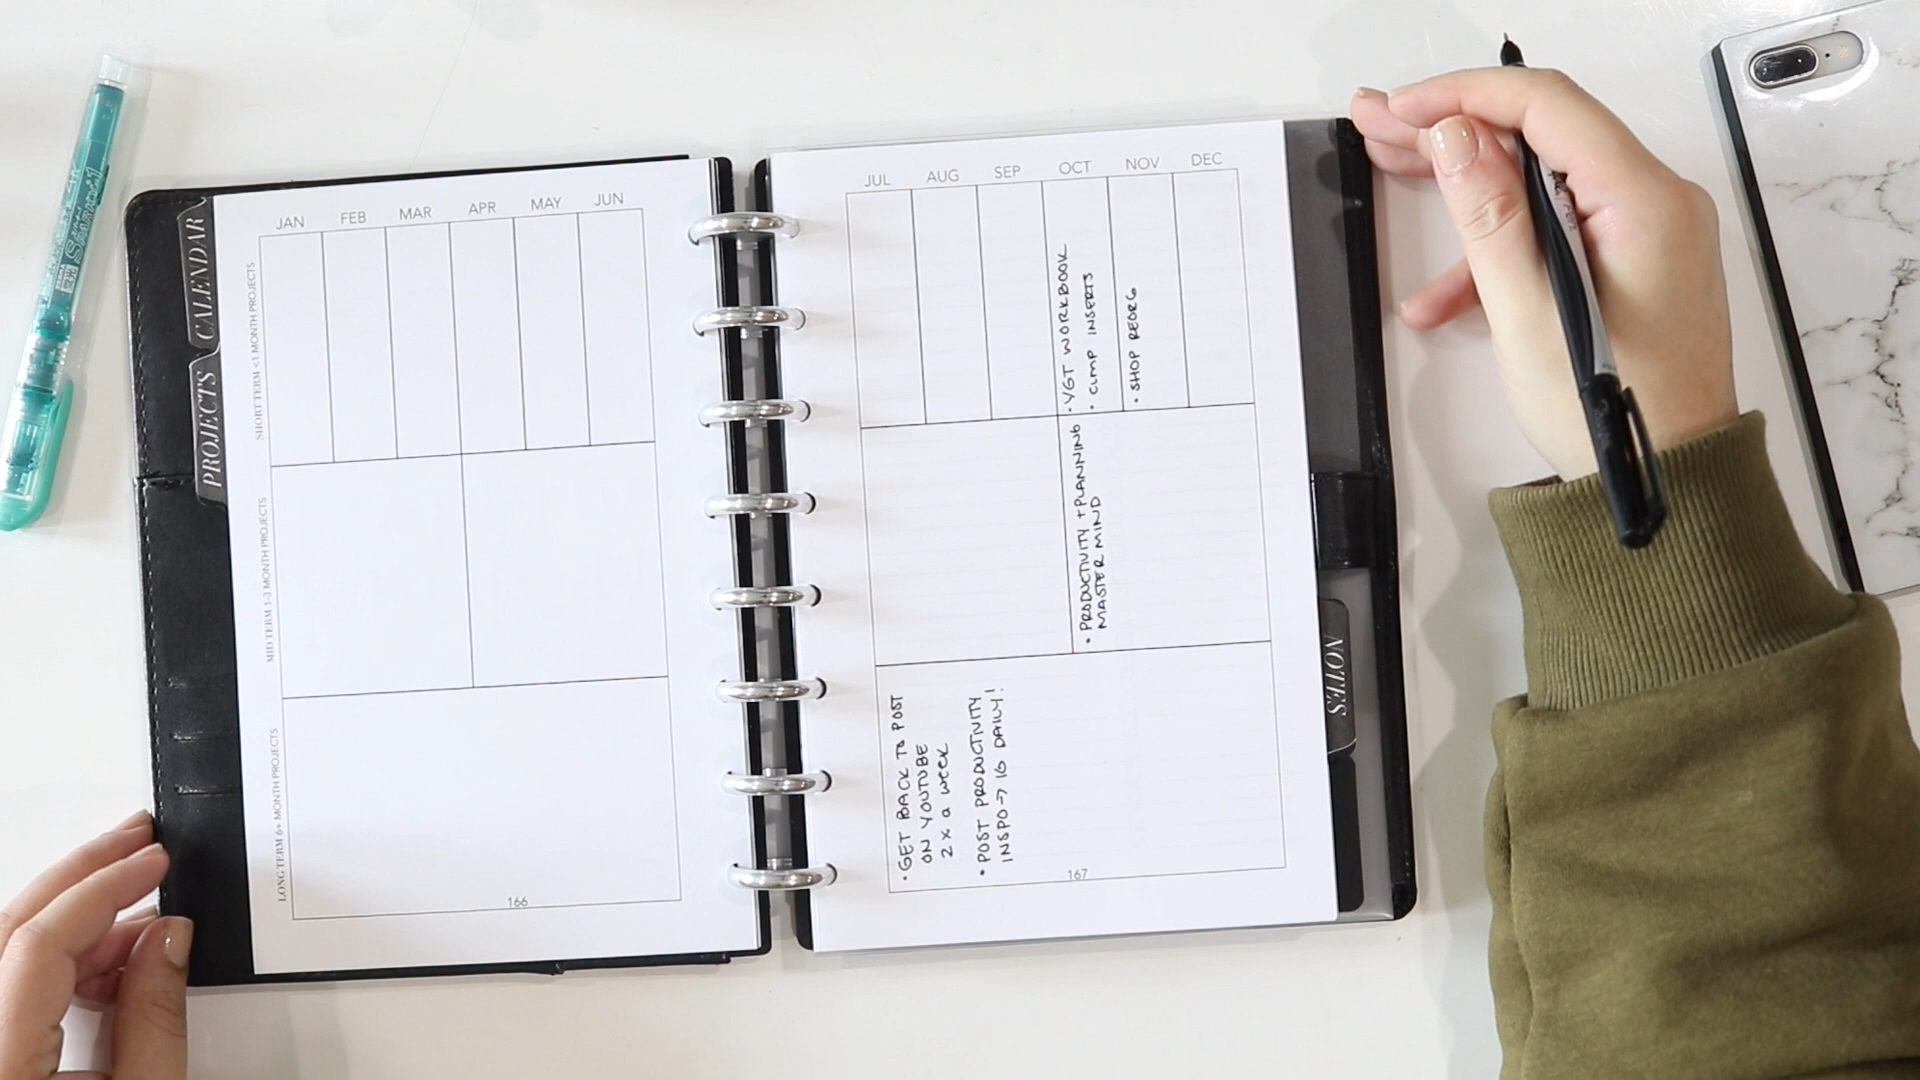 PROJECTS
CALENDAR
JAN
FEB
MAR
APR
MAY
JUN
SHORT TERM <1 MONTH PROJECTS
MID TERM 1-3 MONTH PROJECTS
LONG TERM 6+ MONTH PROJECTS
166
JUL
AUG
SEP
OCT
NOV
DEC
• YGT WORKBOOK
• CLMP INSERTS
• SHOP REORG
• PRODUCTIVITY + PLANNING
MASTER MIND
• GET BACK TO POST
ON YOUTUBE
2 x a week
• POST PRODUCTIVITY
INSPO → IG DAILY!
167
NOTES